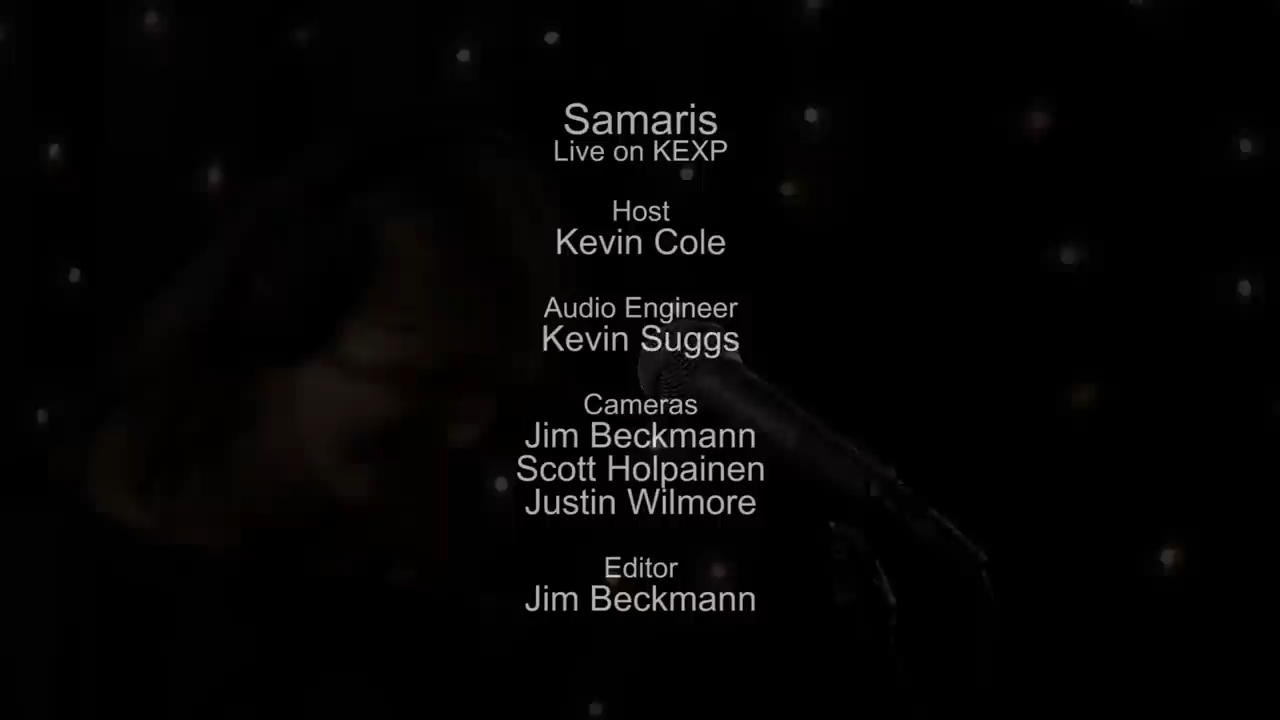 Samaris
Live on KEXP
Host
Kevin Cole
Audio Engineer
Kevin Suggs
Cameras
Jim Beckmann
Scott Holpainen
Justin Wilmore
Editor
Jim Beckmann